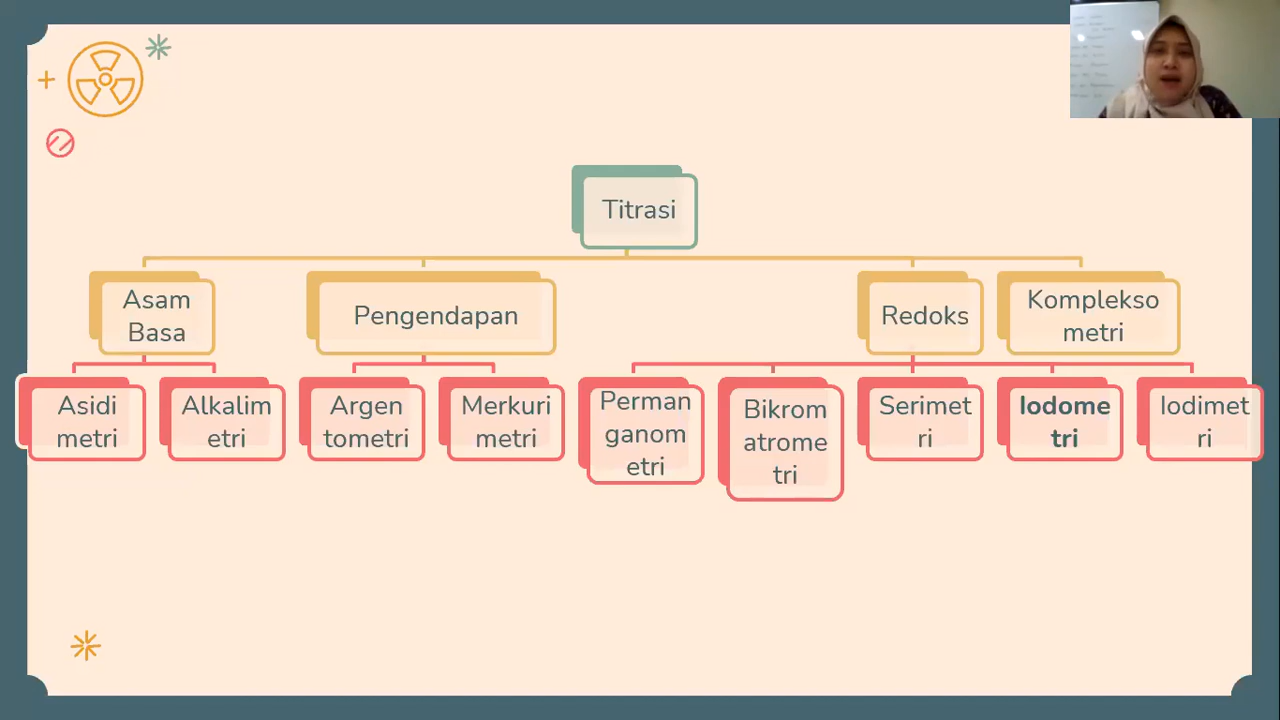 Titrasi
Asam
Basa
Pengendapan
Redoks
Komplekso
metri
Asidi
metri
Alkalim
etri
Argen
tometri
Merkuri
metri
Perman
ganom
etri
Bikrom
atrome
tri
Serimet
ri
Iodome
tri
Iodimet
ri